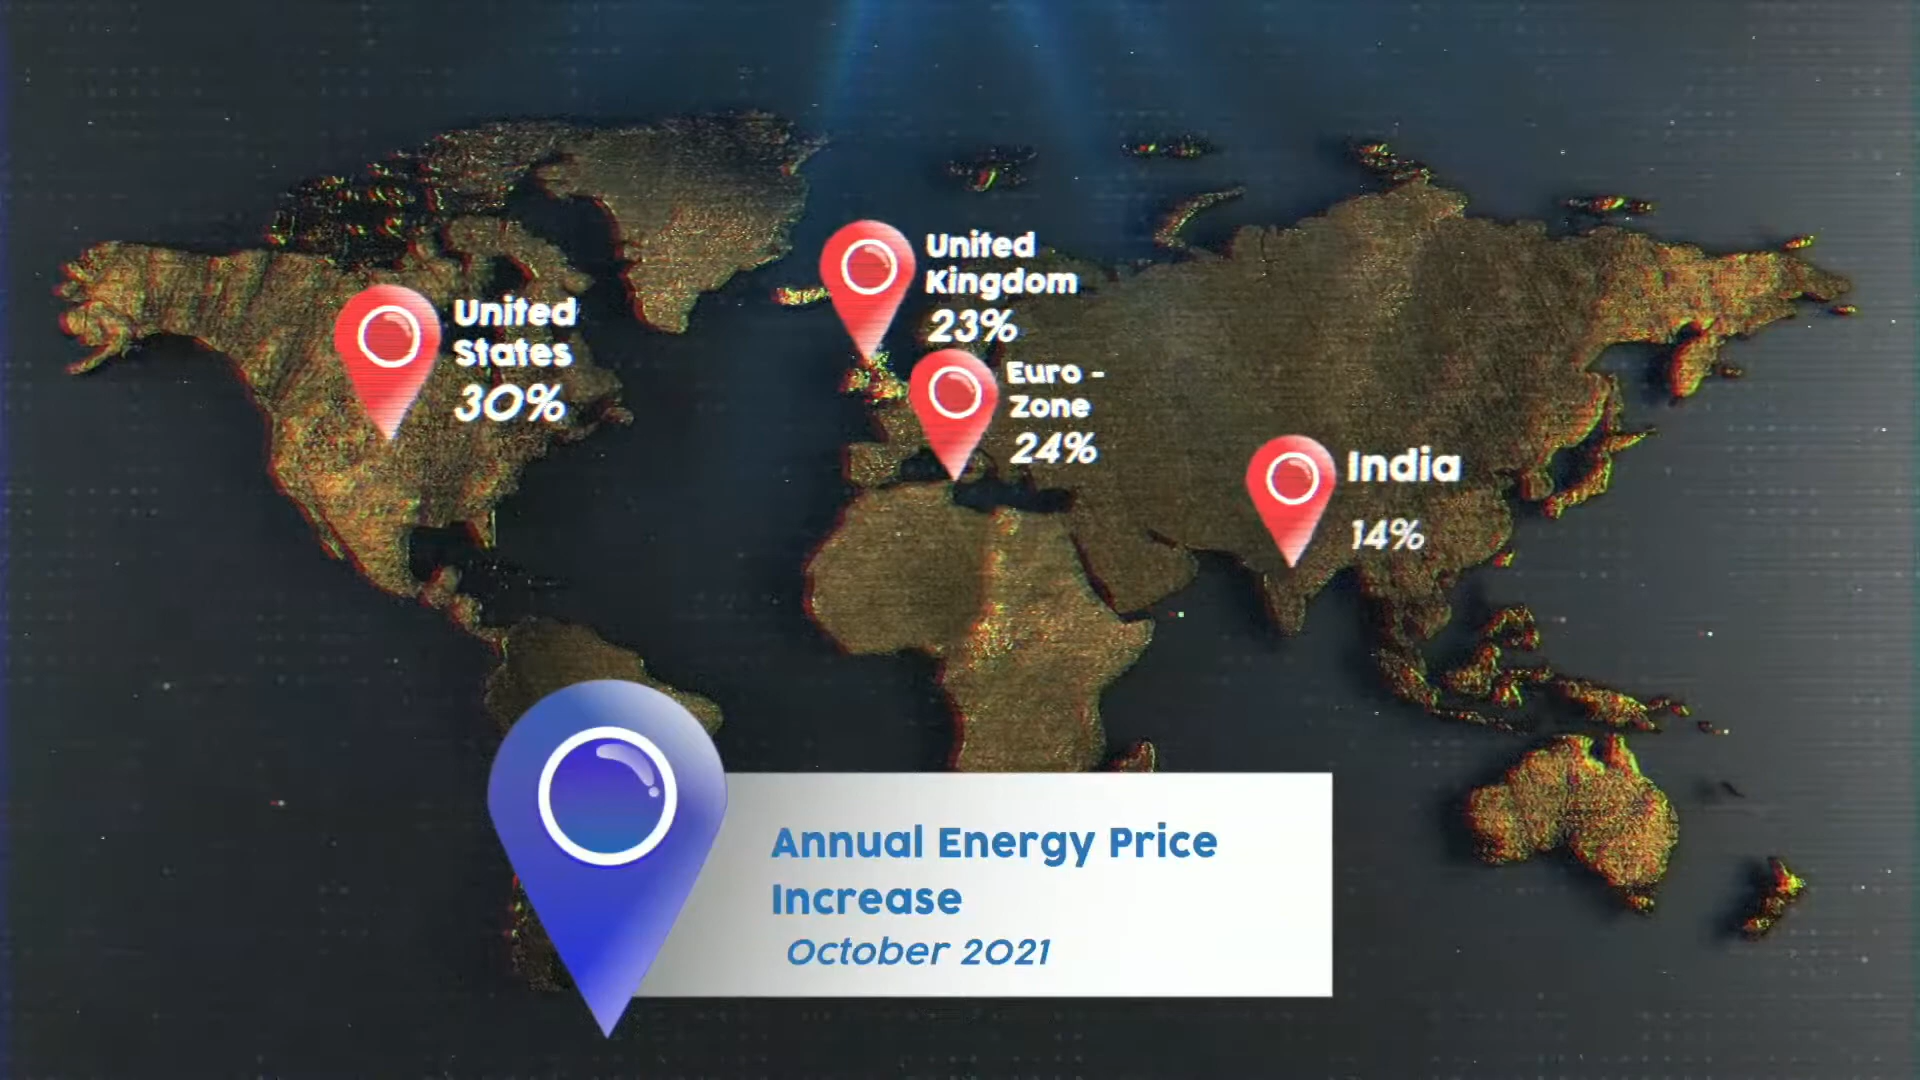 United
Kingdom
23%
United
States
30%
Euro -
Zone
24%
India
14%
Annual Energy Price
Increase
October 2021